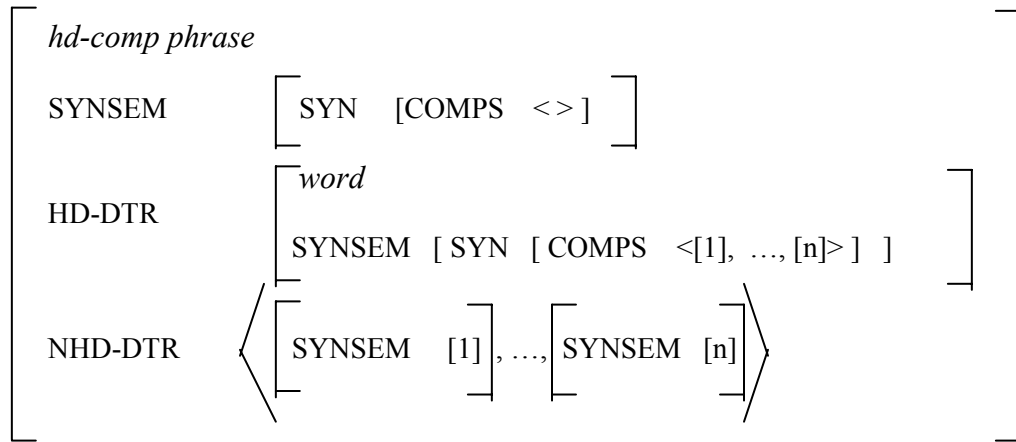 hd-comp phrase
SYNSEM [ SYN [COMPS < > ] ]
word
HD-DTR
SYNSEM [ SYN [ COMPS <[1], …, [n]> ] ]
NHD-DTR < [ SYNSEM [1] ] , …, [ SYNSEM [n] ] >